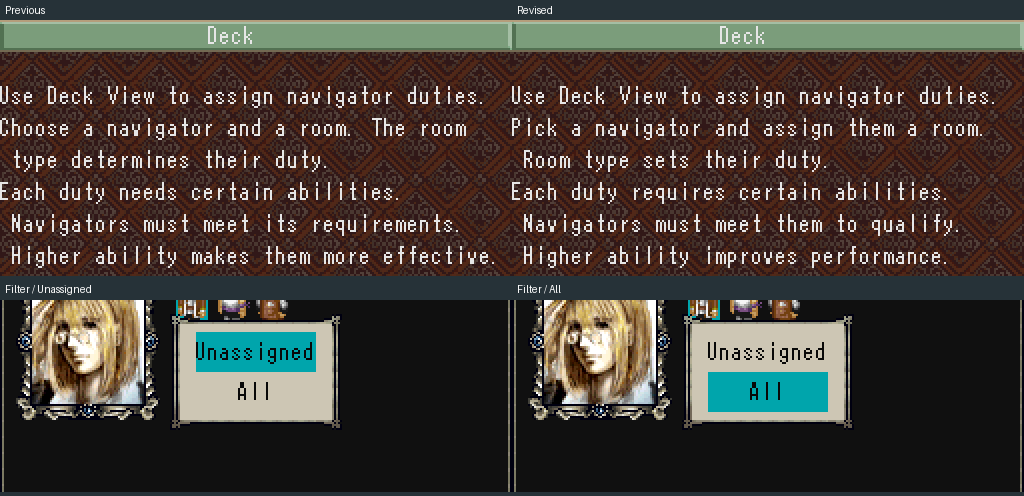 Previous
Deck
Use Deck View to assign navigator duties.
Choose a navigator and a room. The room
type determines their duty.
Each duty needs certain abilities.
Navigators must meet its requirements.
Higher ability makes them more effective.
Revised
Deck
Use Deck View to assign navigator duties.
Pick a navigator and assign them a room.
Room type sets their duty.
Each duty requires certain abilities.
Navigators must meet them to qualify.
Higher ability improves performance.
Filter / Unassigned
Unassigned
All
Filter / All
Unassigned
All